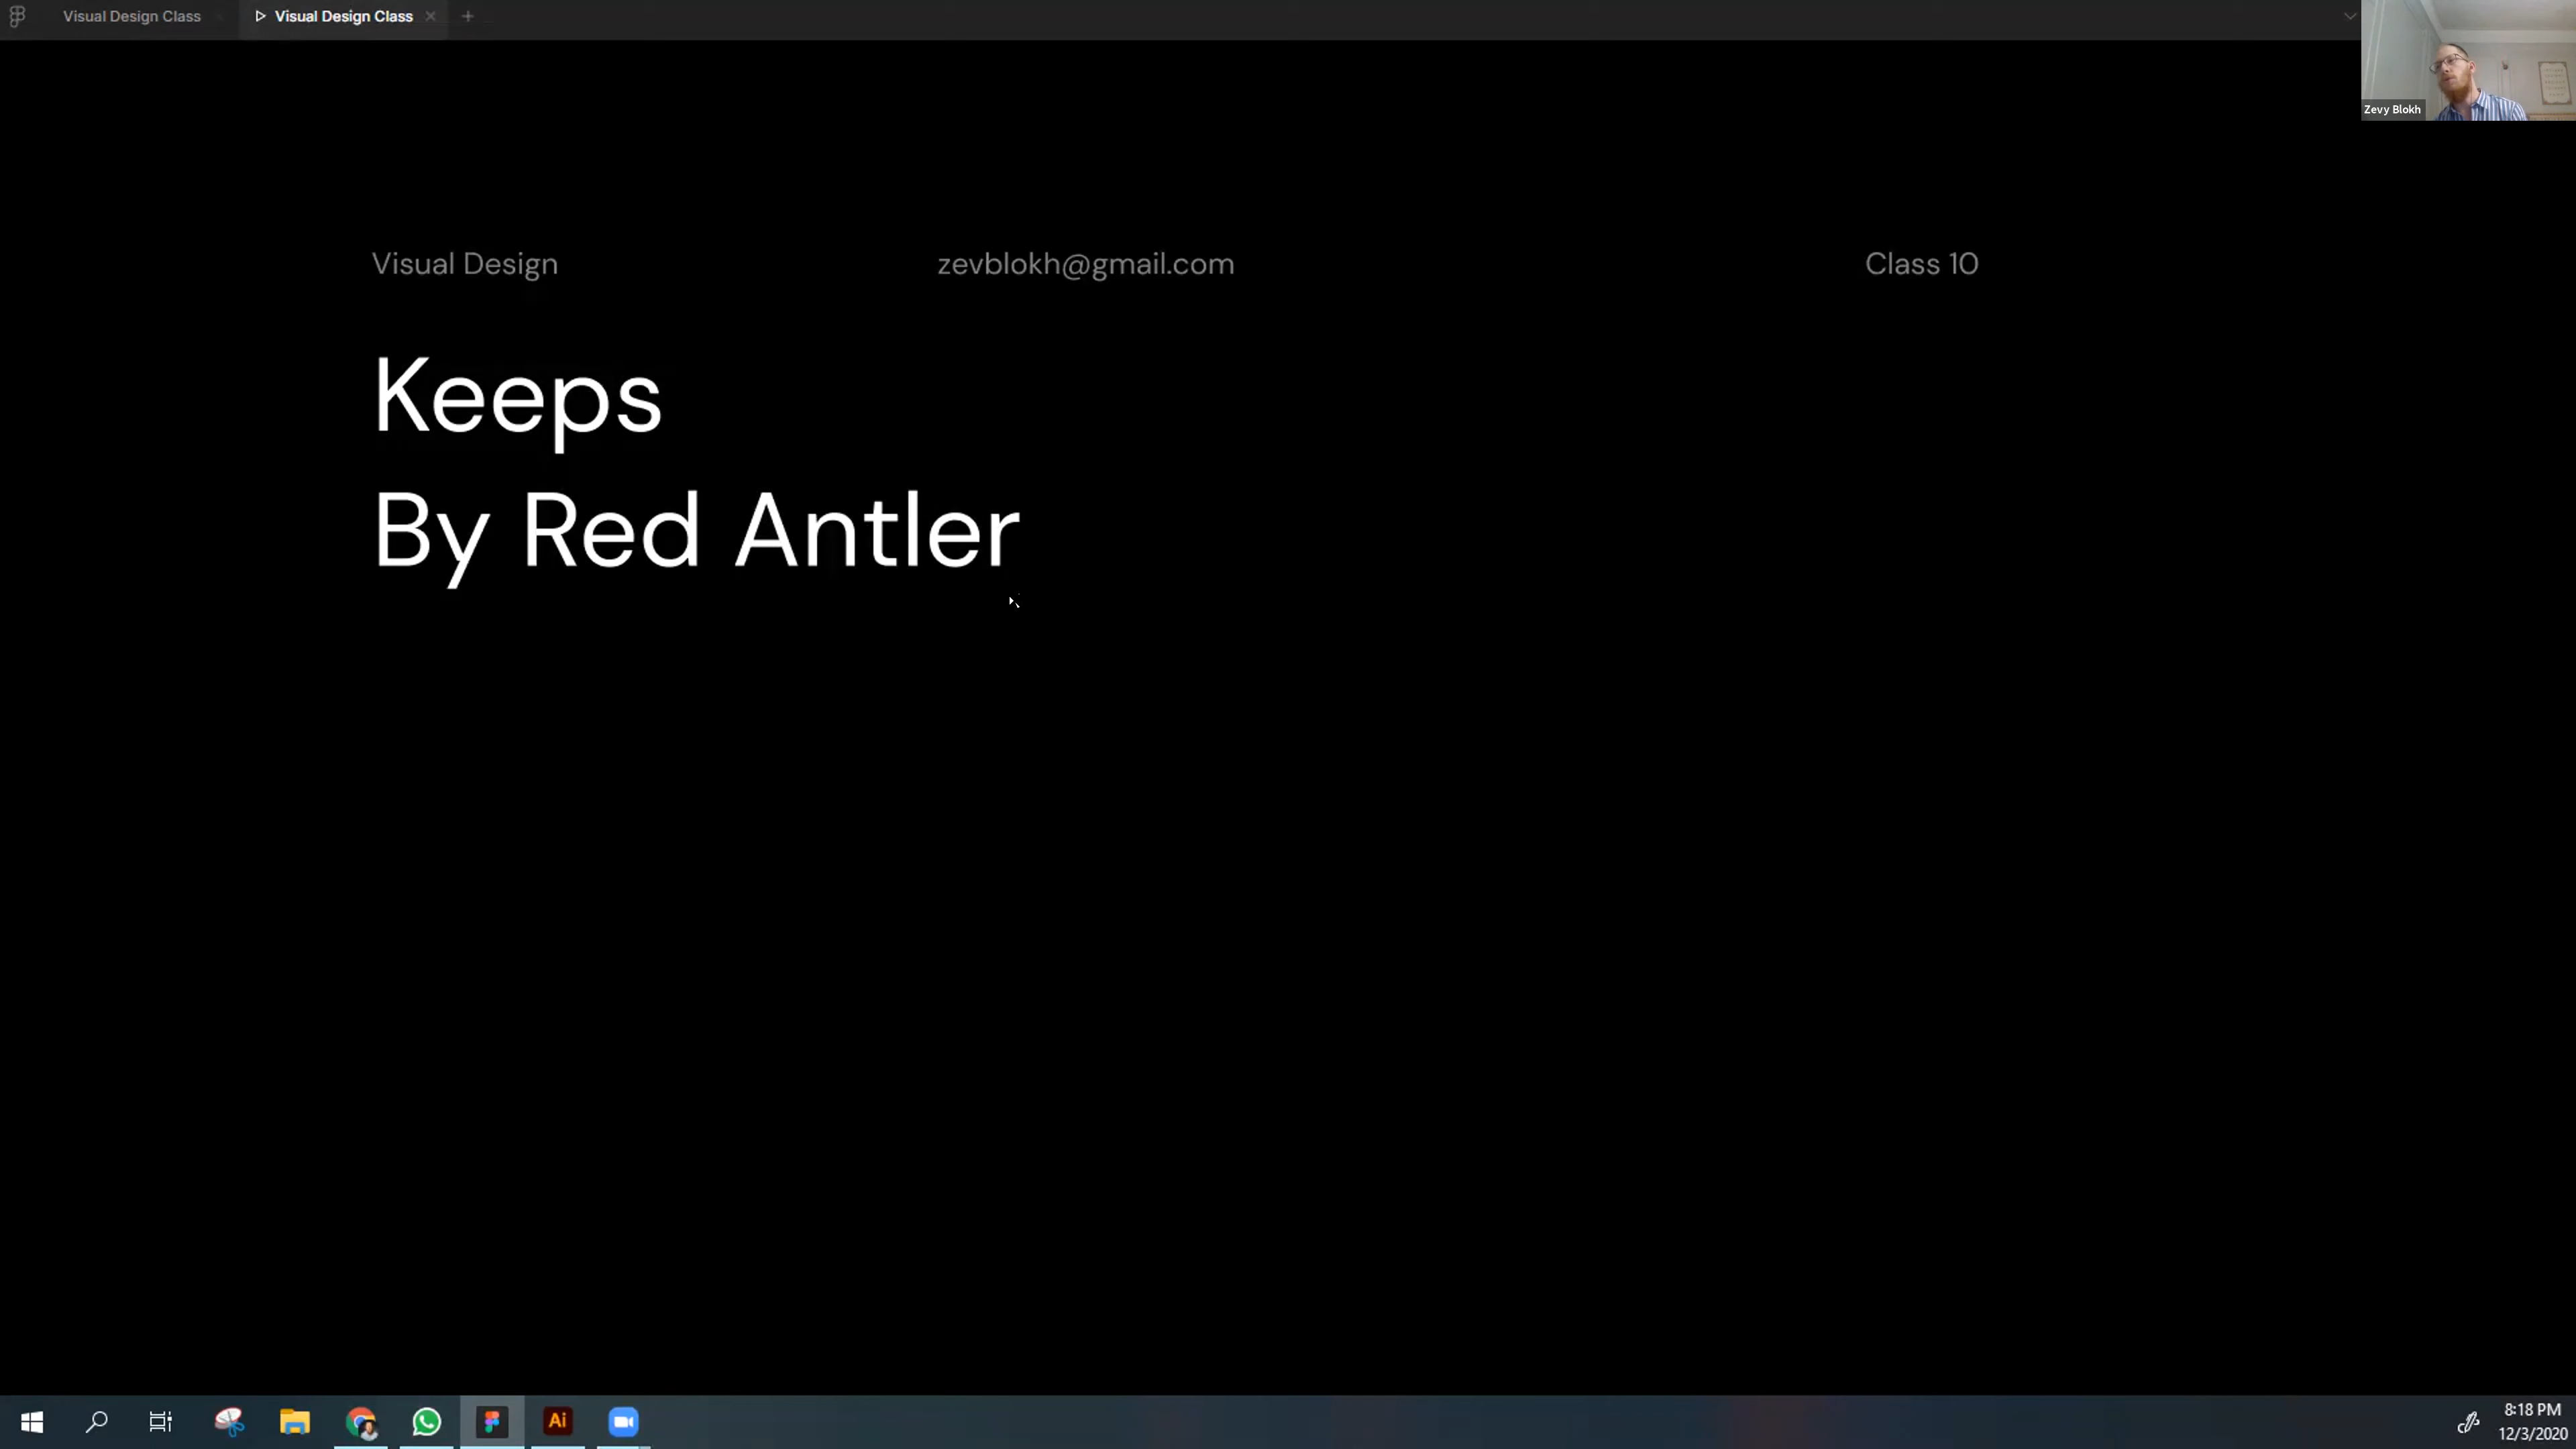 Visual Design Class
Visual Design Class
Zevy Blokh
Visual Design
zevblokh@gmail.com
Class 10
Keeps
By Red Antler
Ai
8:18 PM
12/3/2020